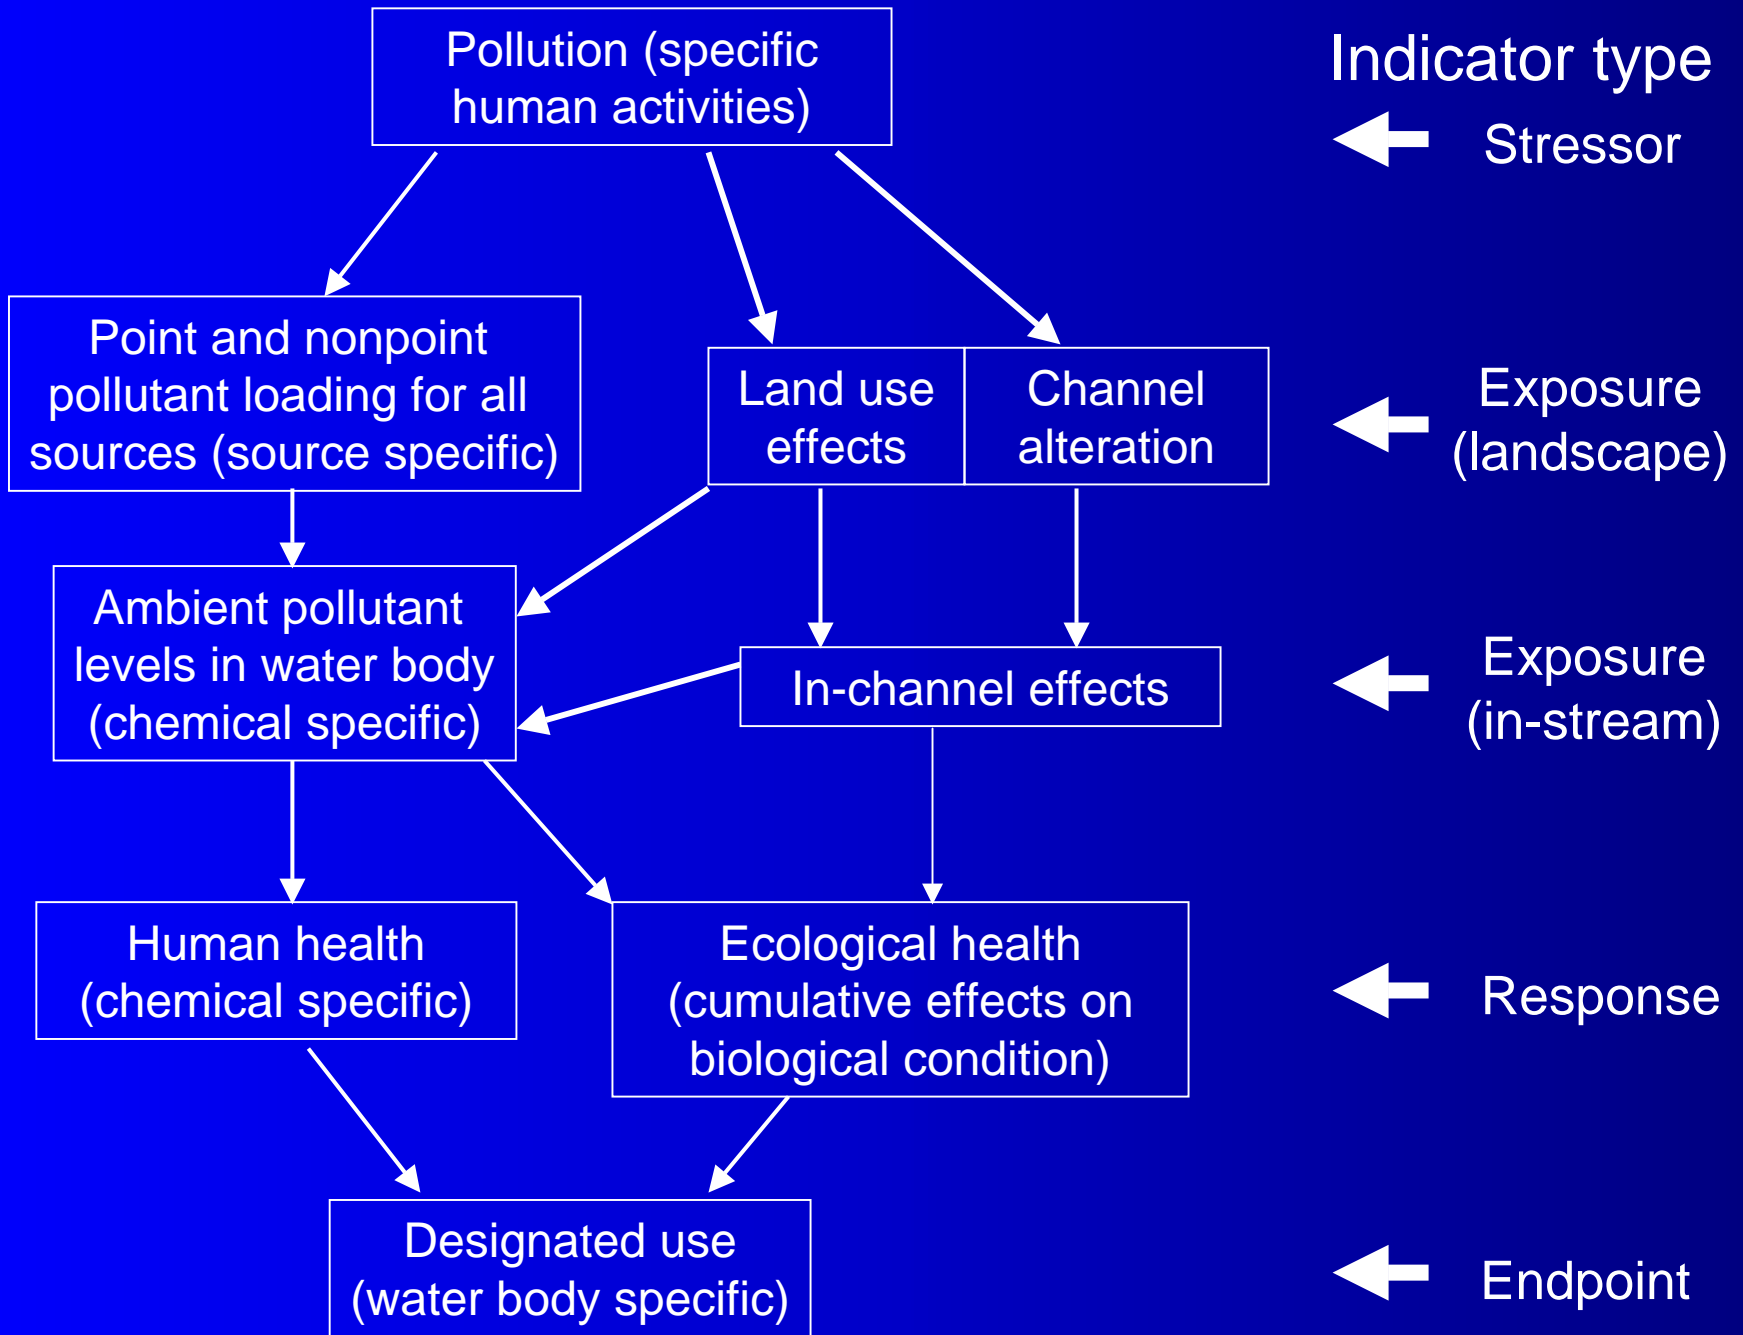 Pollution (specific
human activities)
Indicator type
Stressor
Point and nonpoint
pollutant loading for all
sources (source specific)
Land use
effects
Channel
alteration
Exposure
(landscape)
Ambient pollutant
levels in water body
(chemical specific)
In-channel effects
Exposure
(in-stream)
Human health
(chemical specific)
Ecological health
(cumulative effects on
biological condition)
Response
Designated use
(water body specific)
Endpoint